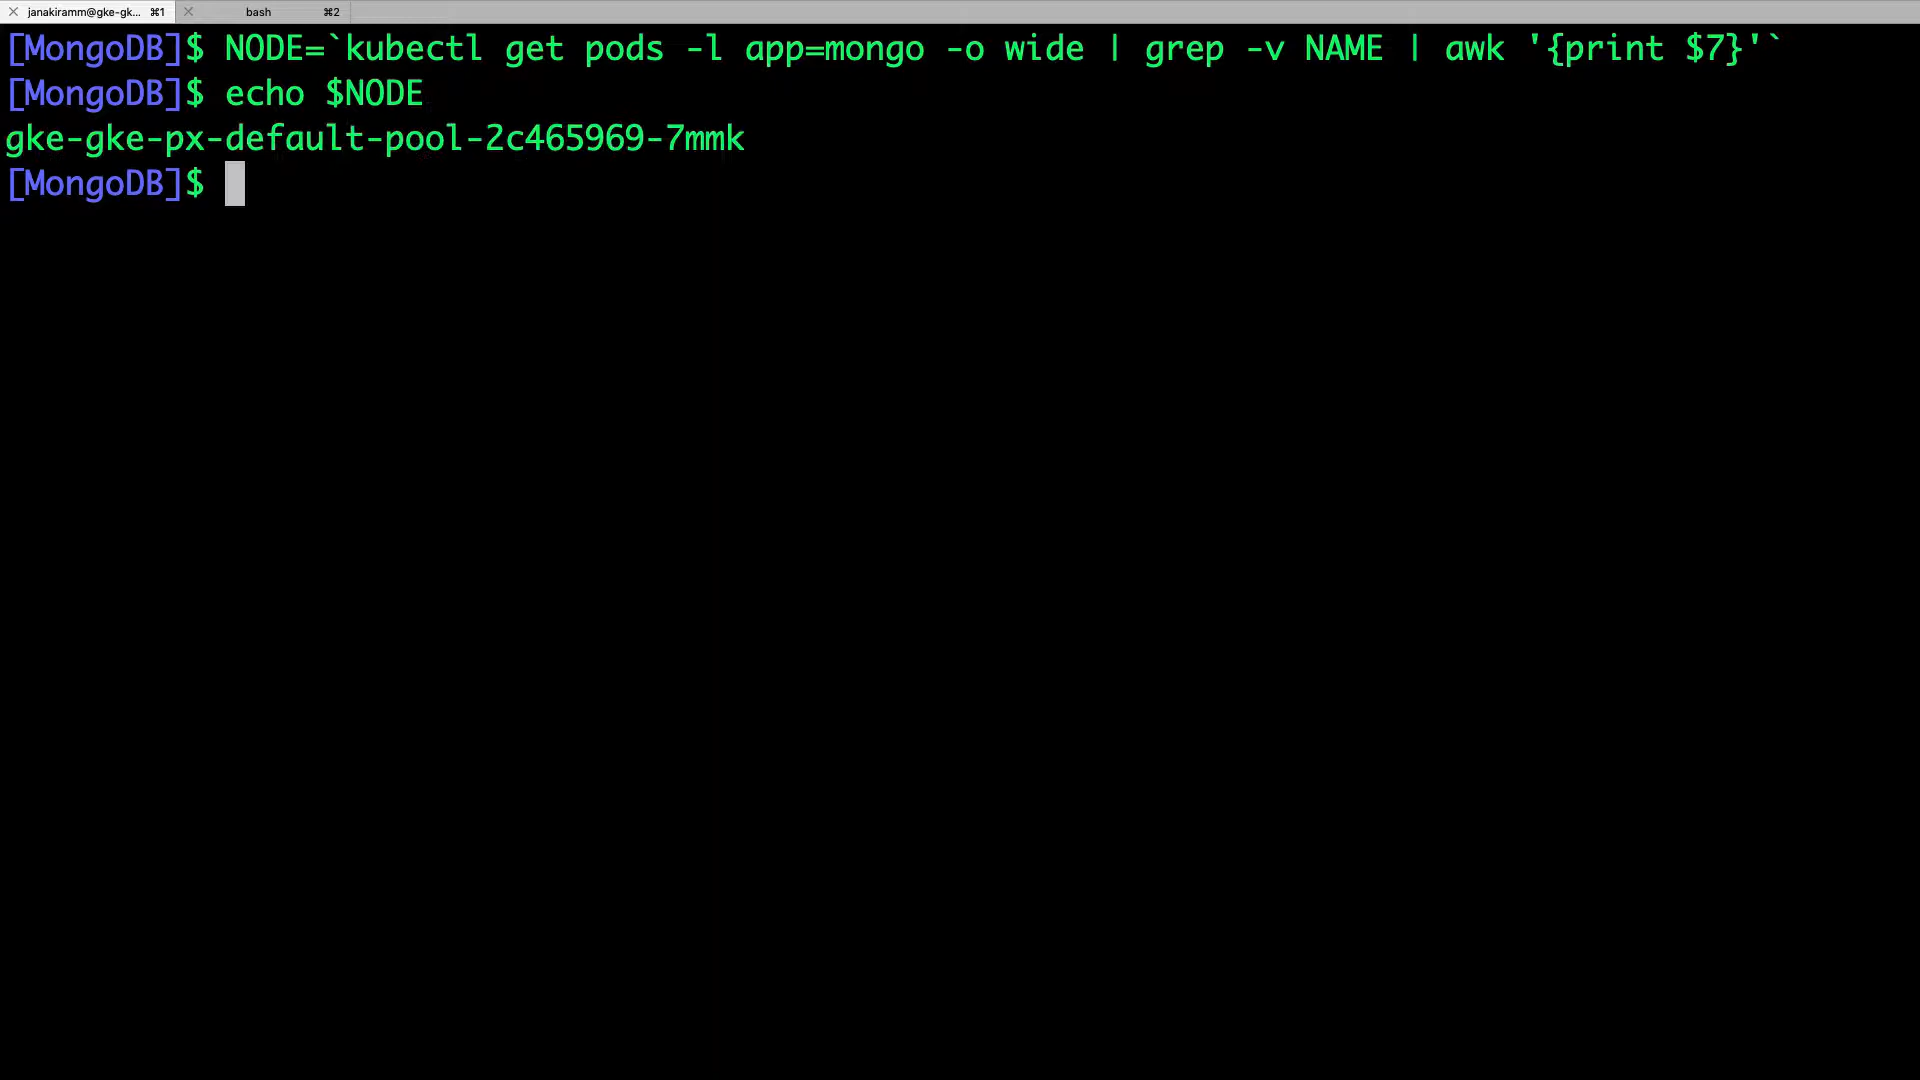 janakiramm@gke-gk... ⌘1 bash ⌘2
[MongoDB]$ NODE=`kubectl get pods -l app=mongo -o wide | grep -v NAME | awk '{print $7}'`
[MongoDB]$ echo $NODE
gke-gke-px-default-pool-2c465969-7mmk
[MongoDB]$